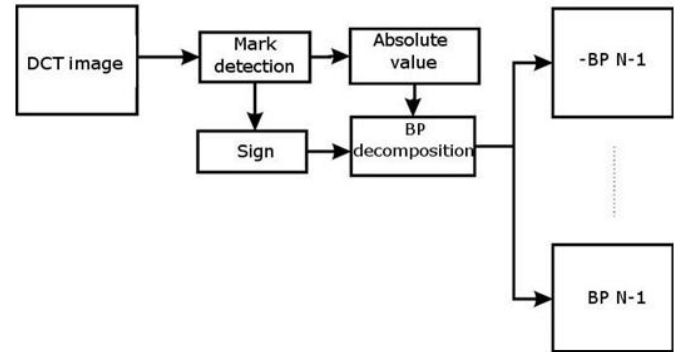 DCT image
Mark
detection
Absolute
value
-BP N-1
Sign
BP
decomposition
BP N-1